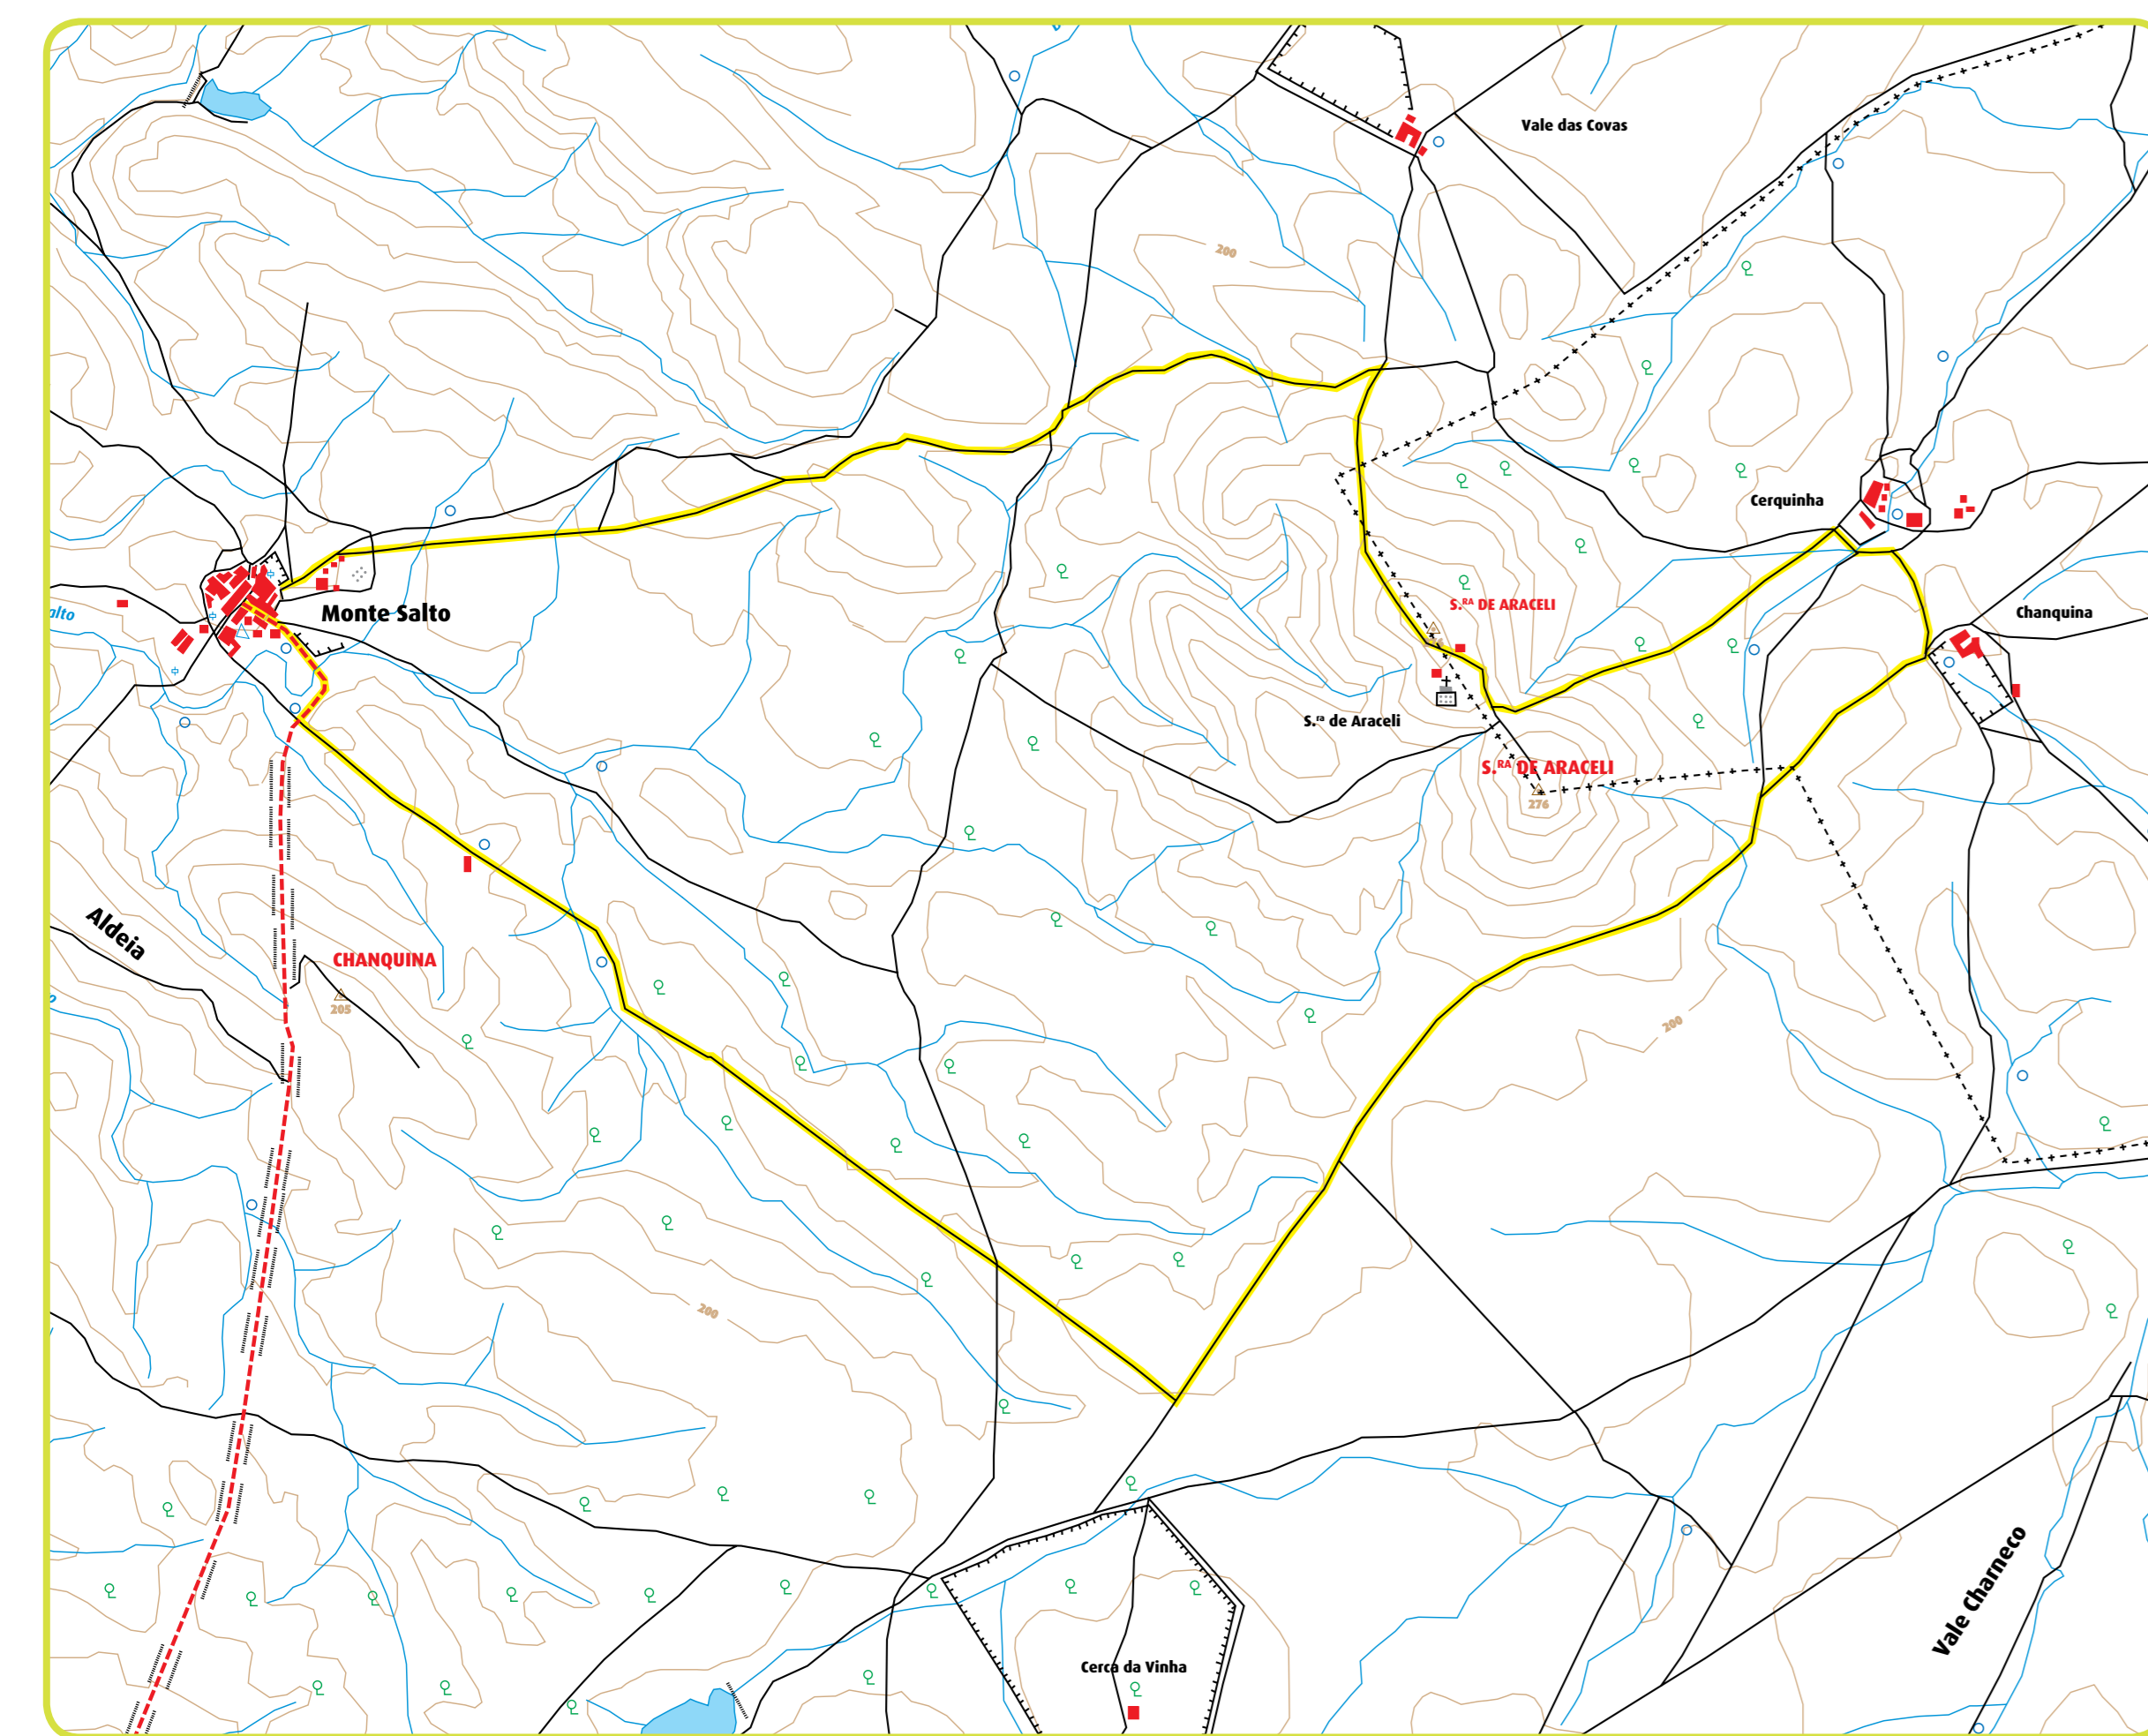 Vale das Covas
200
Cerquinha
S.RA DE ARACELI
Chanquina
alto
Monte Salto
S.ra de Araceli
S.RA DE ARACELI
276
Aldeia
CHANQUINA
205
200
200
Vale Charneco
Cerca da Vinha